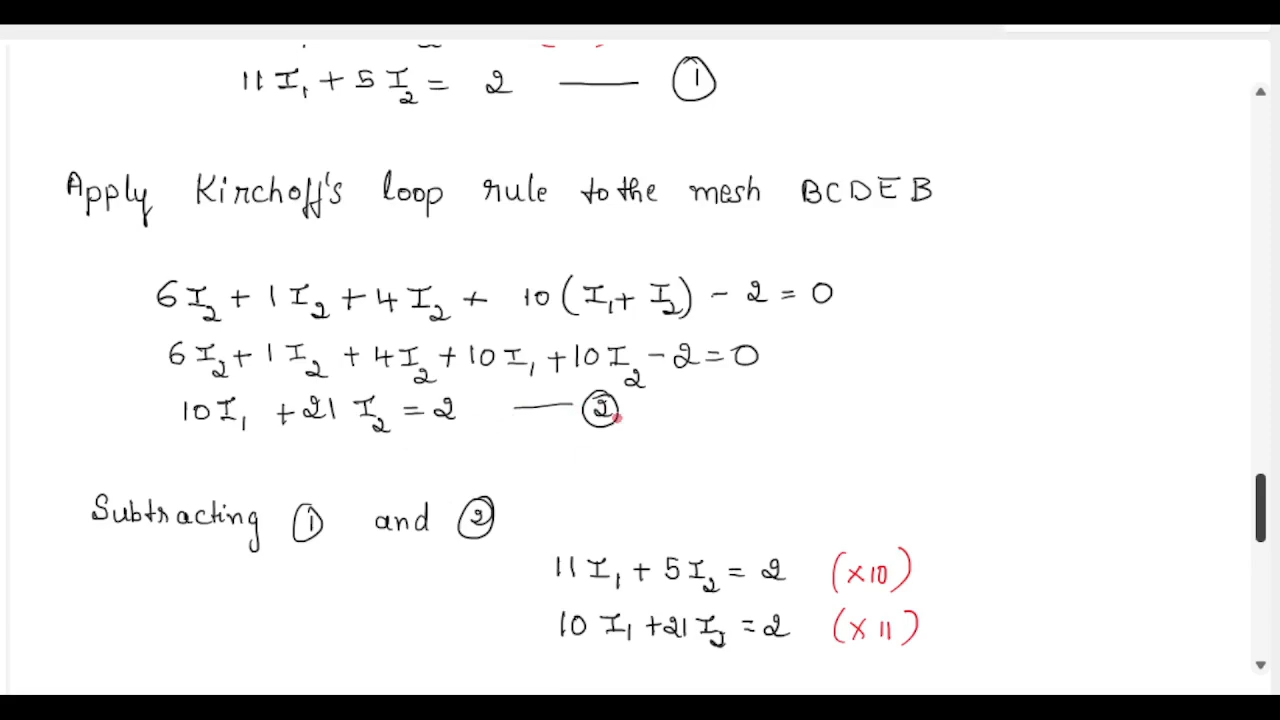 11 I₁ + 5 I₂ = 2 —— ①
Apply Kirchoff's loop rule to the mesh BCDEB
6 I₂ + 1 I₂ + 4 I₂ + 10 (I₁ + I₂) - 2 = 0
6 I₂ + 1 I₂ + 4 I₂ + 10 I₁ + 10 I₂ - 2 = 0
10 I₁ + 21 I₂ = 2 —— ②
Subtracting ① and ②
11 I₁ + 5 I₂ = 2 (×10)
10 I₁ + 21 I₂ = 2 (× 11)